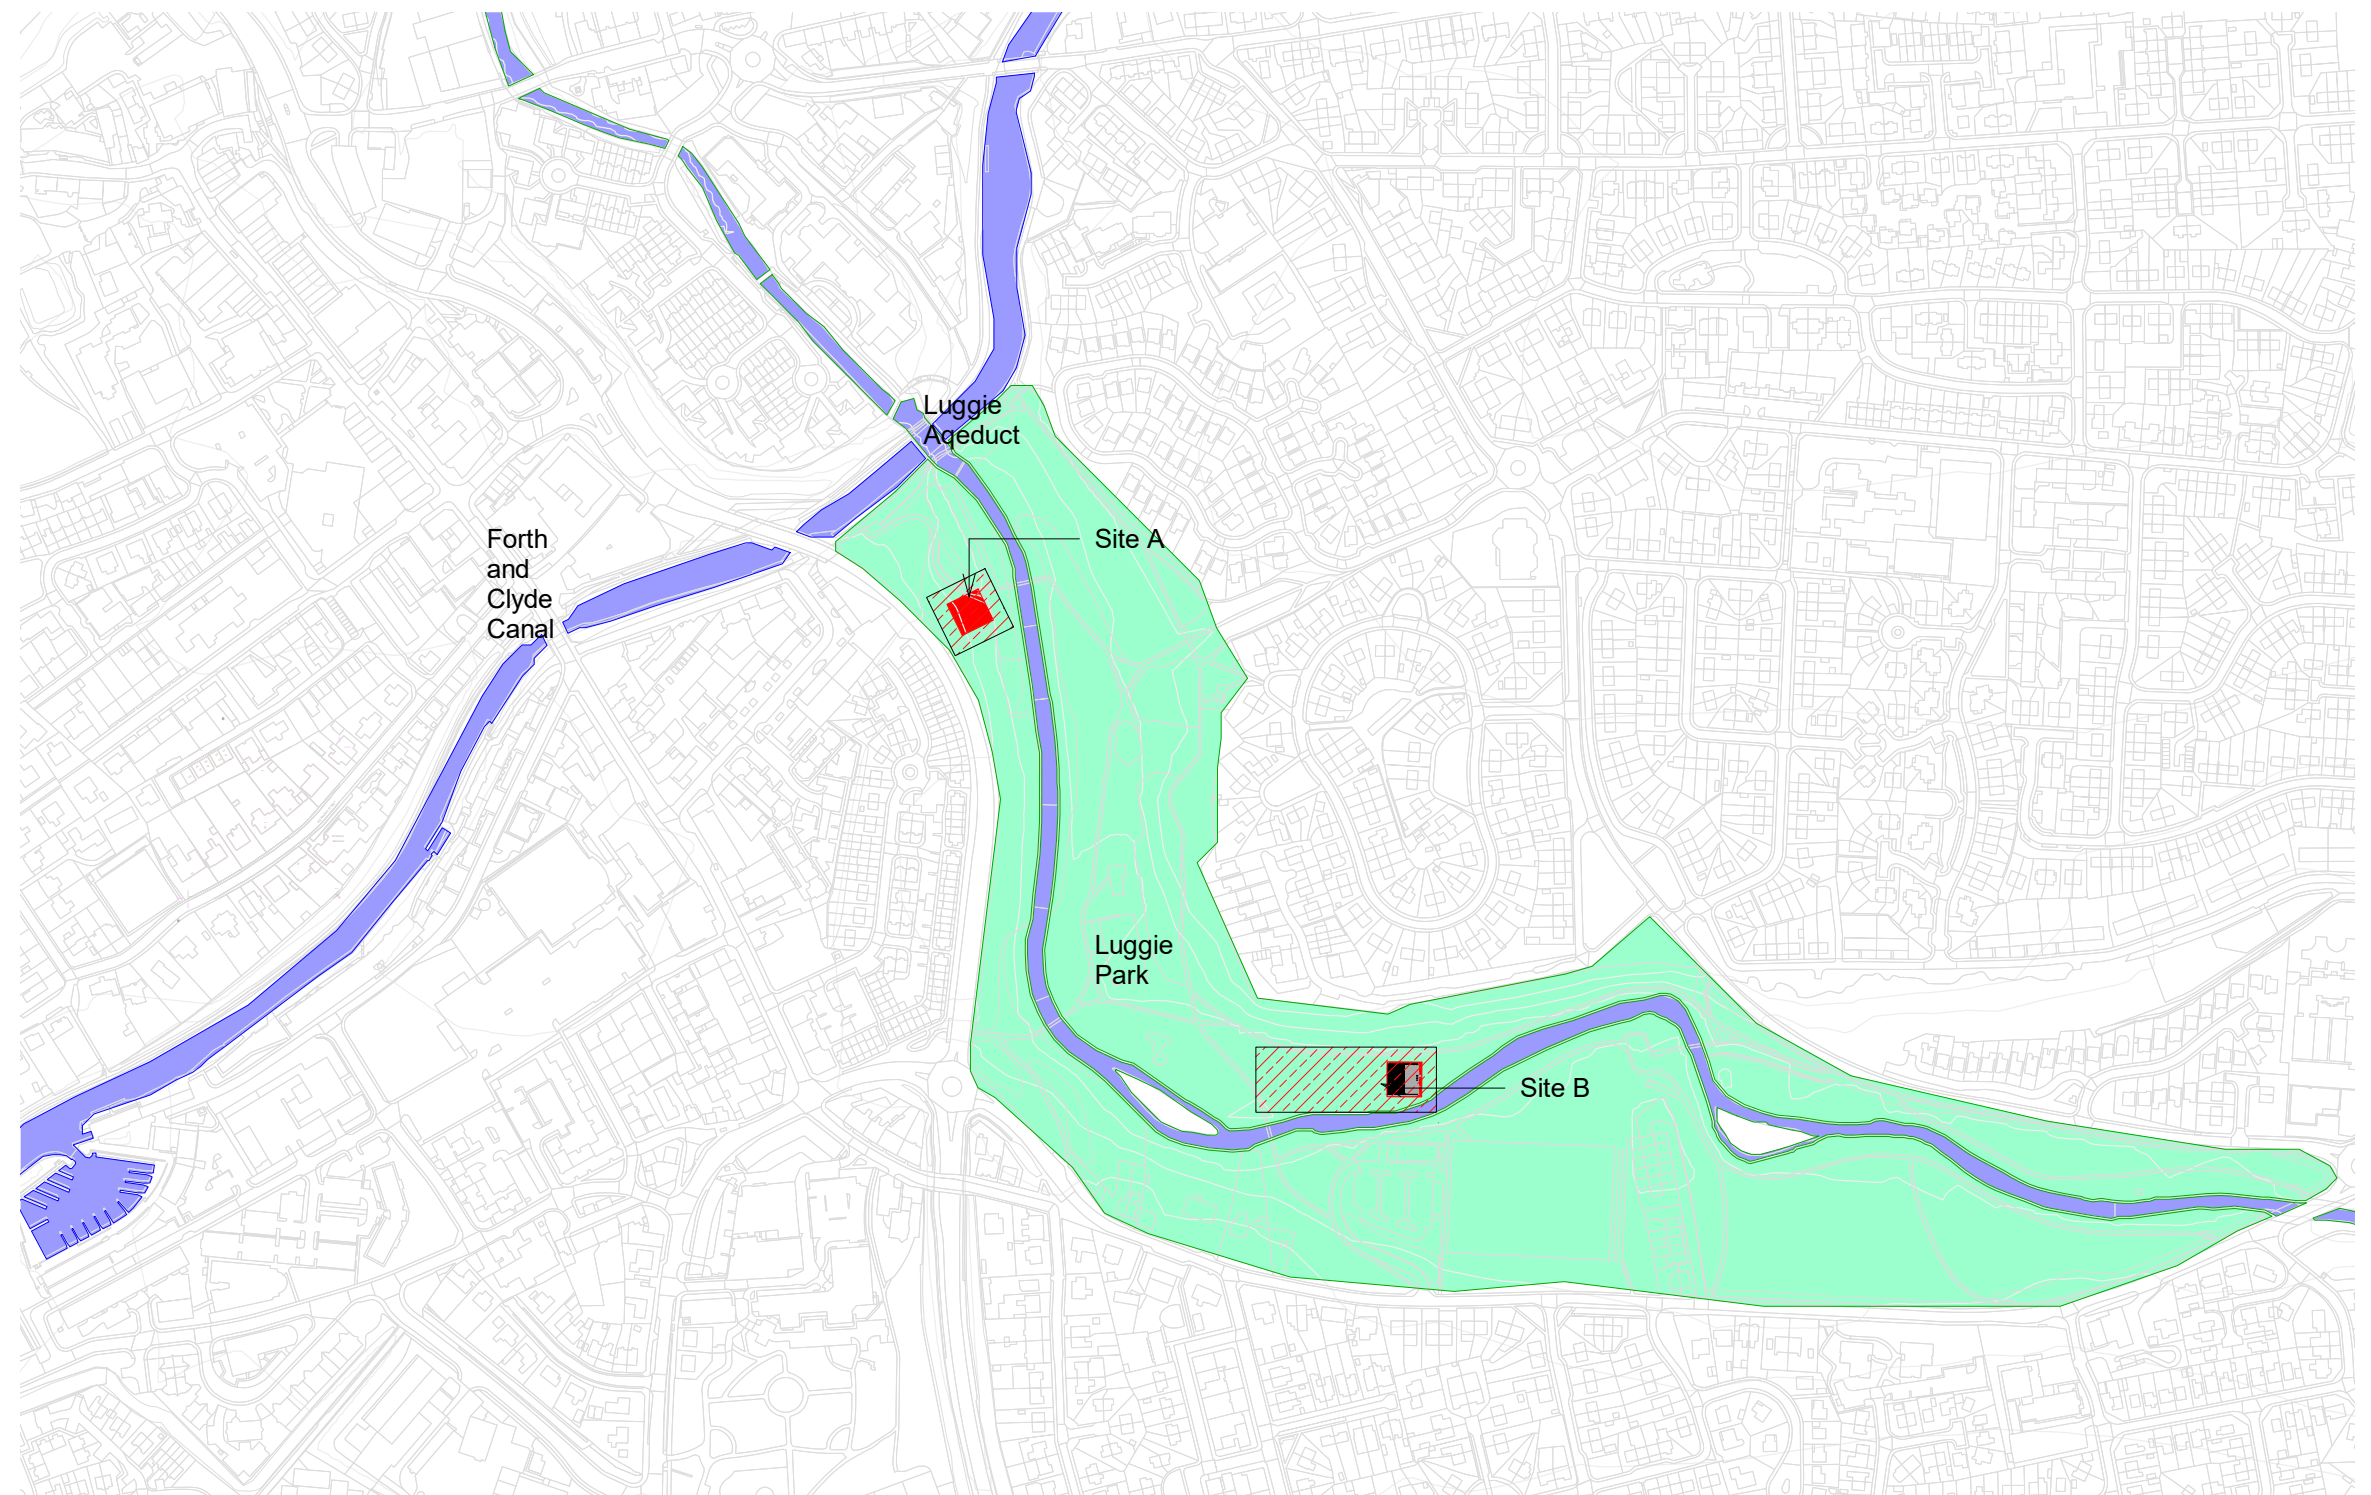 Luggie
Aqeduct
Forth
and
Clyde
Canal
Site A
Luggie
Park
Site B